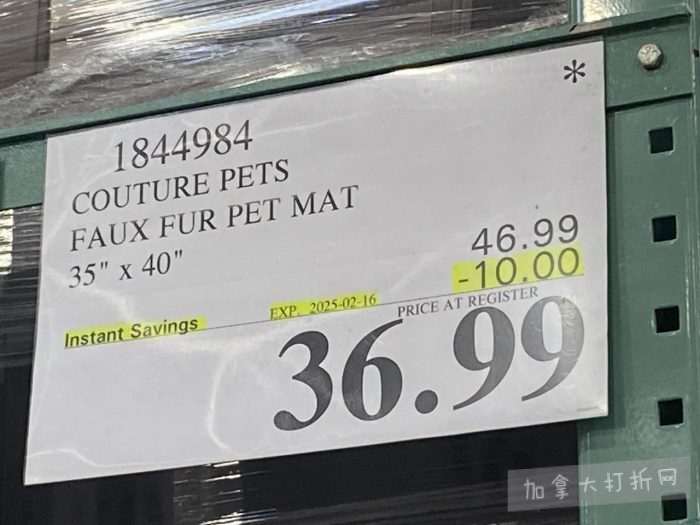 *
1844984
COUTURE PETS
FAUX FUR PET MAT
35" x 40"
46.99
-10.00
Instant Savings EXP. 2025-02-16 PRICE AT REGISTER
36.99
加拿大打折网